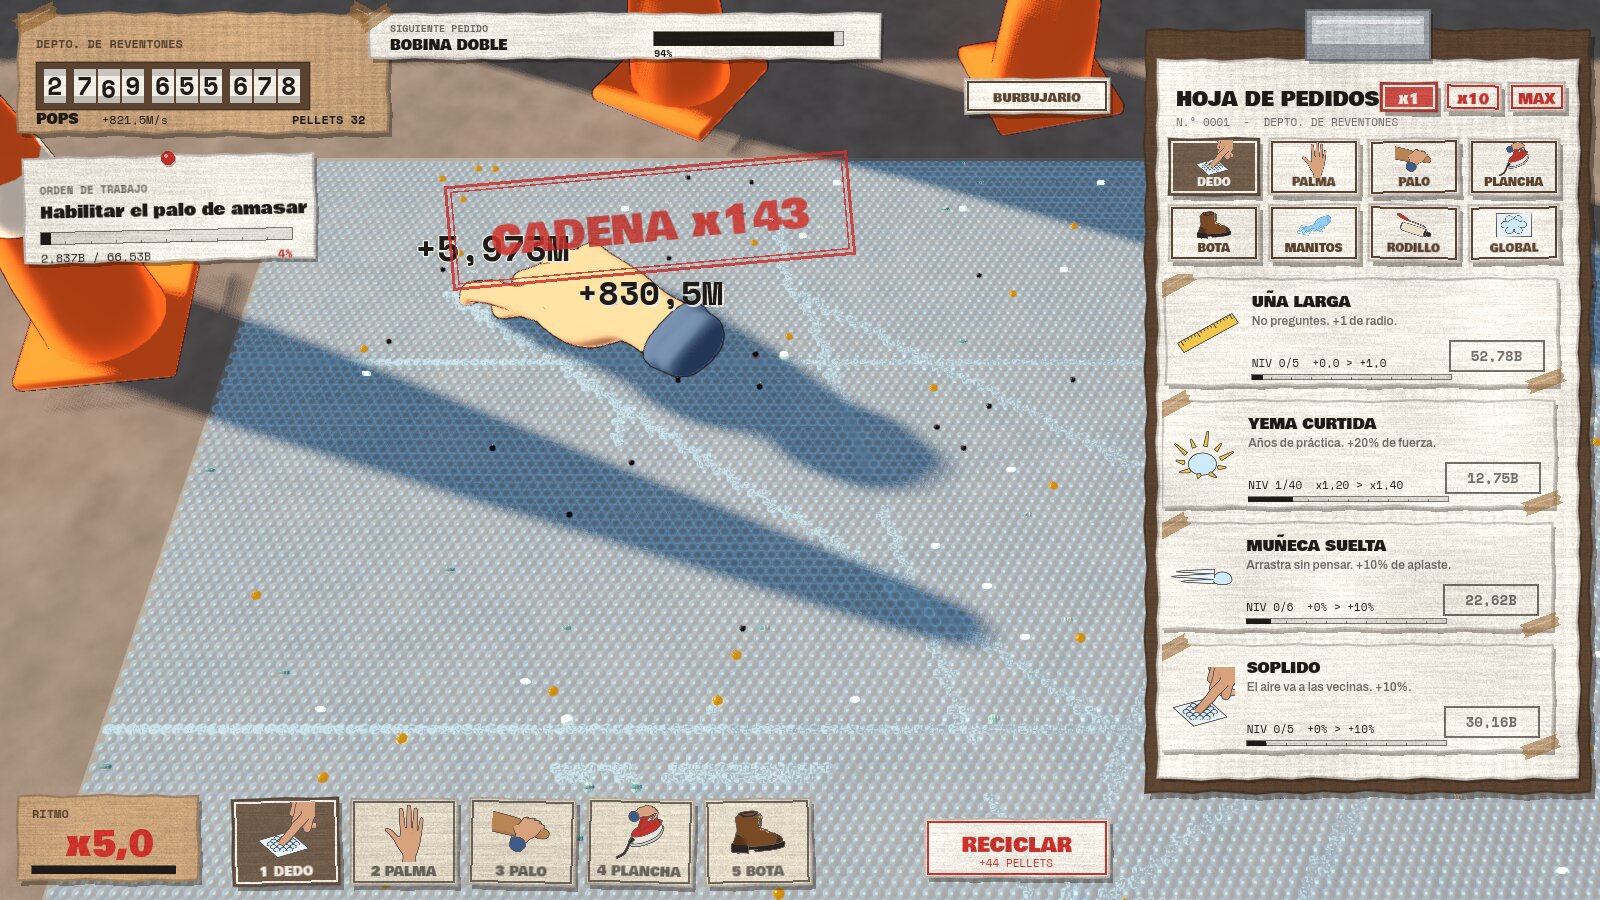 DEPTO. DE REVENTONES
2 769 655 678
POPS +821.5M/s PELLETS 32
SIGUIENTE PEDIDO
BOBINA DOBLE
94%
BURBUJARIO
ORDEN DE TRABAJO
Habilitar el palo de amasar
2.837B / 66.53B 4%
CADENA x143
+5,973M
+830,5M
HOJA DE PEDIDOS x1 x10 MAX
N.° 0001 - DEPTO. DE REVENTONES
DEDO PALMA PALO PLANCHA
BOTA MANITOS RODILLO GLOBAL
UÑA LARGA
No preguntes. +1 de radio.
NIV 0/5 +0,0 > +1,0
52,78B
YEMA CURTIDA
Años de práctica. +20% de fuerza.
NIV 1/40 x1,20 > x1,40
12,75B
MUÑECA SUELTA
Arrastra sin pensar. +10% de aplaste.
NIV 0/6 +0% > +10%
22,62B
SOPLIDO
El aire va a las vecinas. +10%.
NIV 0/5 +0% > +10%
30,16B
RITMO
x5,0
1 DEDO 2 PALMA 3 PALO 4 PLANCHA 5 BOTA
RECICLAR
+44 PELLETS